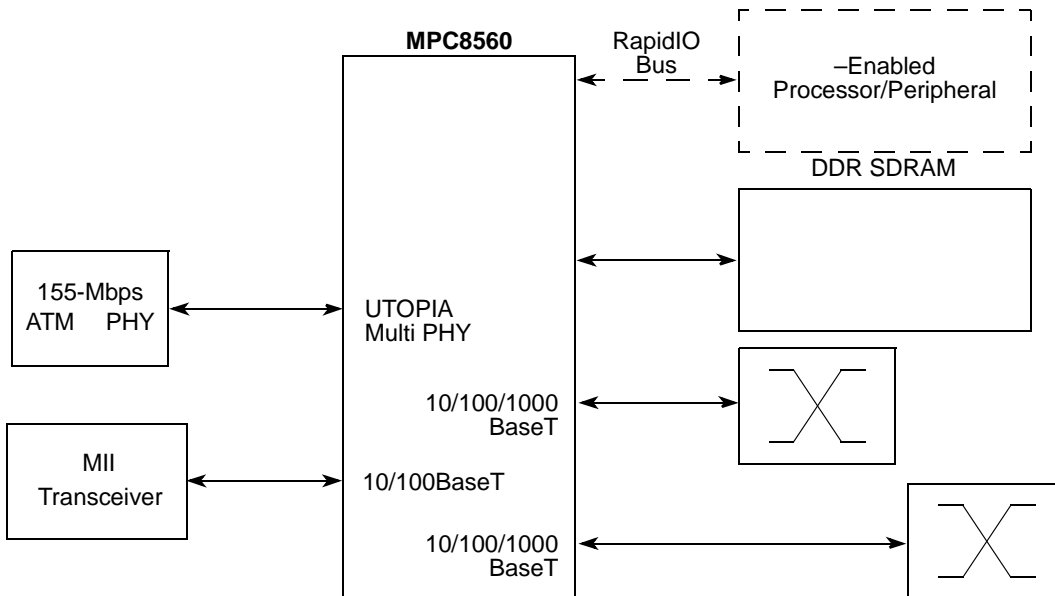 MPC8560
RapidIO
Bus
–Enabled
Processor/Peripheral
DDR SDRAM
155-Mbps
ATM PHY
UTOPIA
Multi PHY
10/100/1000
BaseT
MII
Transceiver
10/100BaseT
10/100/1000
BaseT